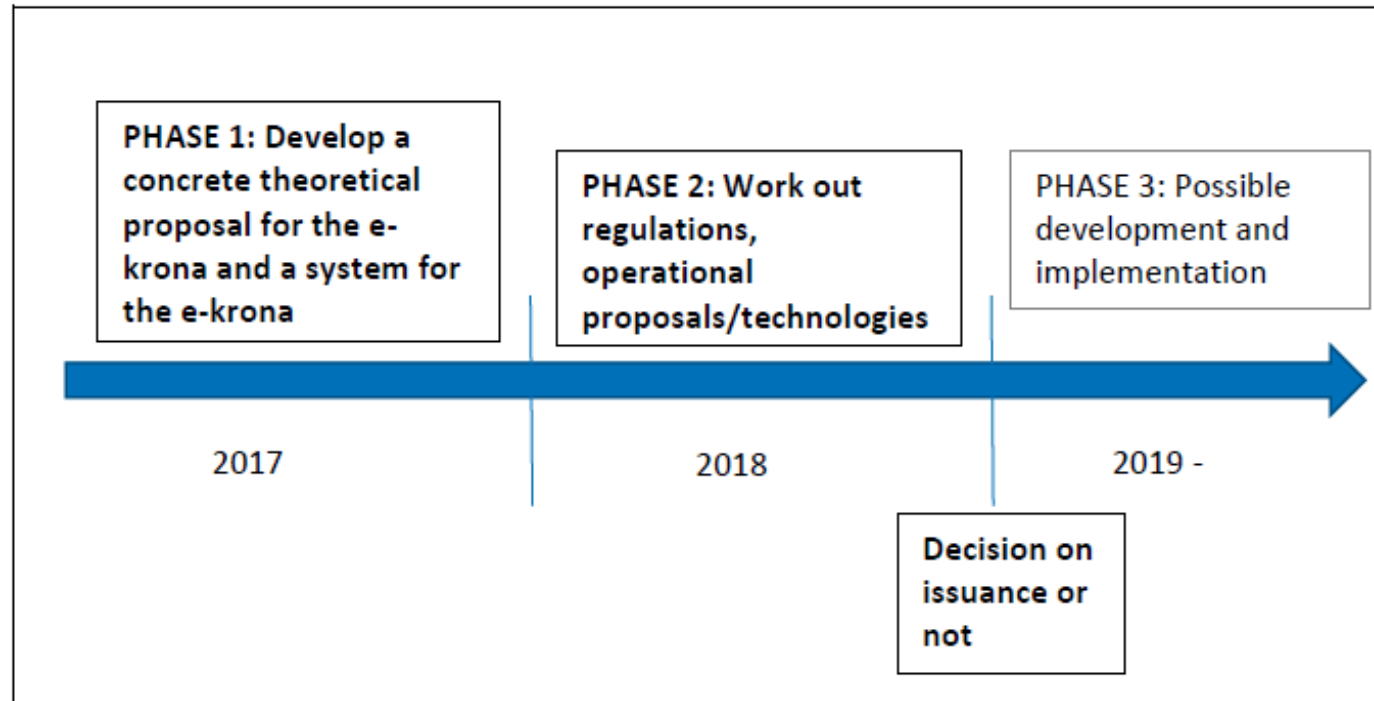 PHASE 1: Develop a
concrete theoretical
proposal for the e-
krona and a system for
the e-krona
PHASE 2: Work out
regulations,
operational
proposals/technologies
PHASE 3: Possible
development and
implementation
2017
2018
2019 -
Decision on
issuance or
not